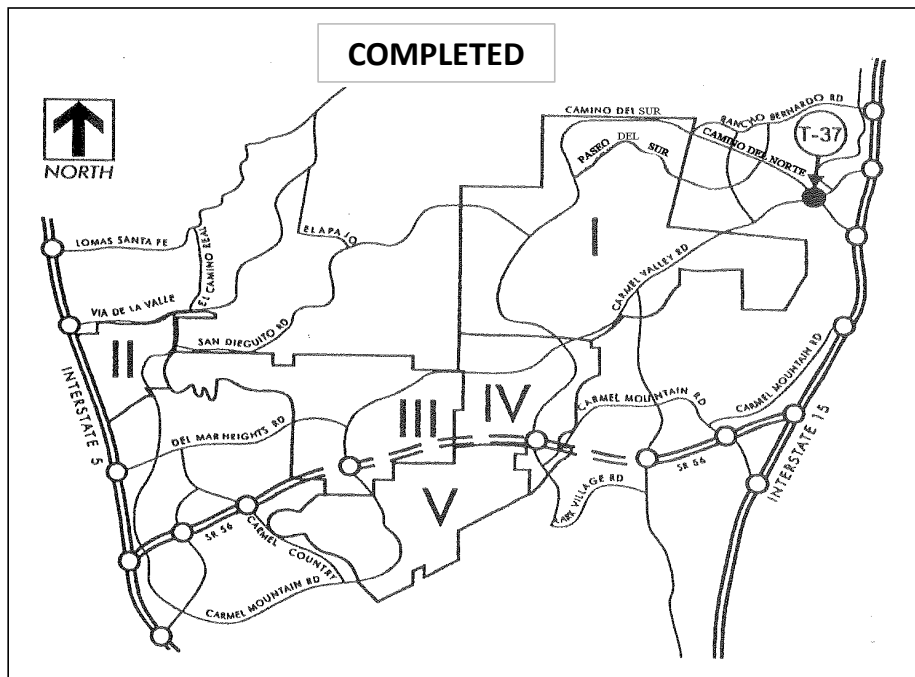 COMPLETED
NORTH
CAMINO DEL SUR
RANCHO BERNARDO RD
T-37
CAMINO DEL NORTE
PASEO DEL SUR
I
LOMAS SANTA FE
EL CAMINO REAL
EL APAJO
CARMEL VALLEY RD
VIA DE LA VALLE
SAN DIEGUITO RD
II
INTERSTATE 5
III
IV
CARMEL MOUNTAIN RD
CARMEL MOUNTAIN RD
DEL MAR HEIGHTS RD
SR 56
INTERSTATE 15
V
PARK VILLAGE RD
SR 56
CARMEL COUNTRY
CARMEL MOUNTAIN RD